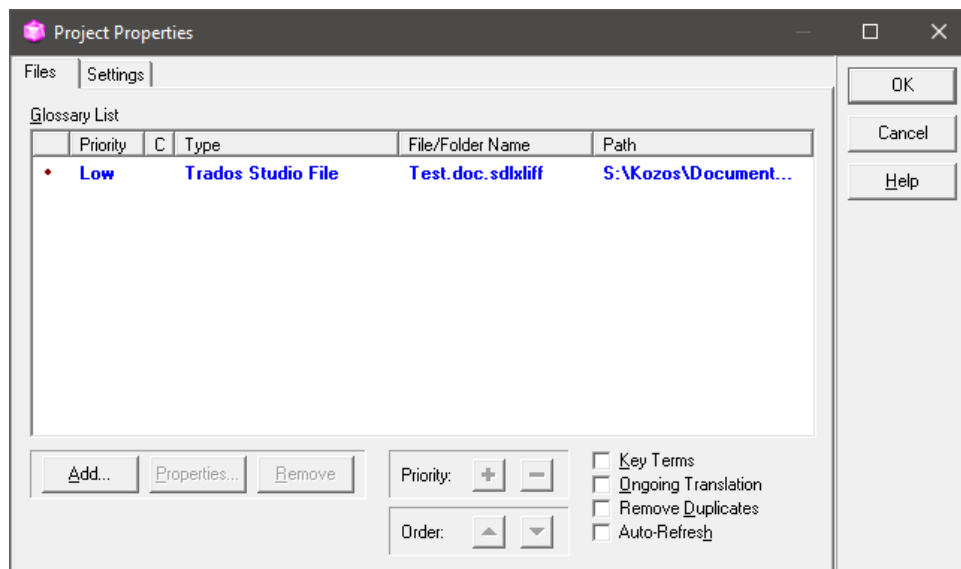 Project Properties
Files Settings
OK
Glossary List
Cancel
Priority C Type File/Folder Name Path
Low Trados Studio File Test.doc.sdlxliff S:\Kozos\Document...
Help
Add... Properties... Remove
Priority: + −
Key Terms
Ongoing Translation
Remove Duplicates
Order:
Auto-Refresh